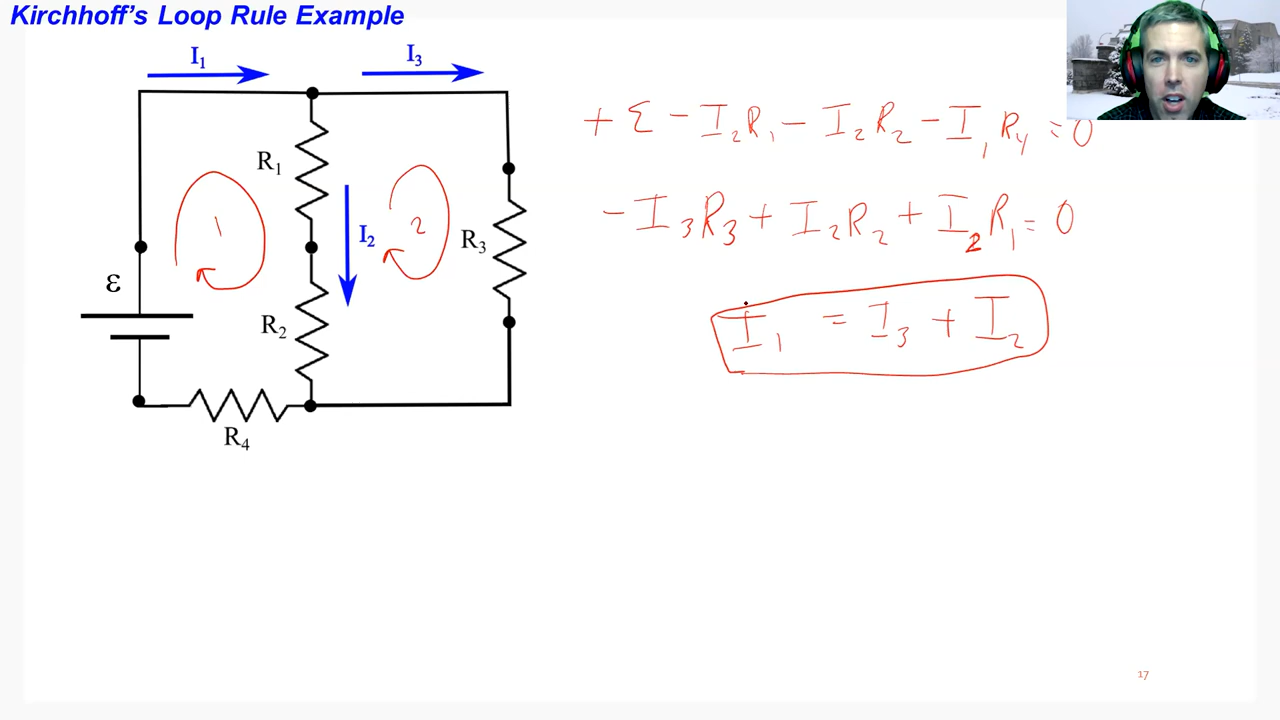 Kirchhoff's Loop Rule Example
I₁
I₃
+ Ɛ - I₂R₁ - I₂R₂ - I₁R₄ = 0
R₁
1
I₂
2
R₃
- I₃R₃ + I₂R₂ + I₂R₁ = 0
ε
R₂
I₁ = I₃ + I₂
R₄
17